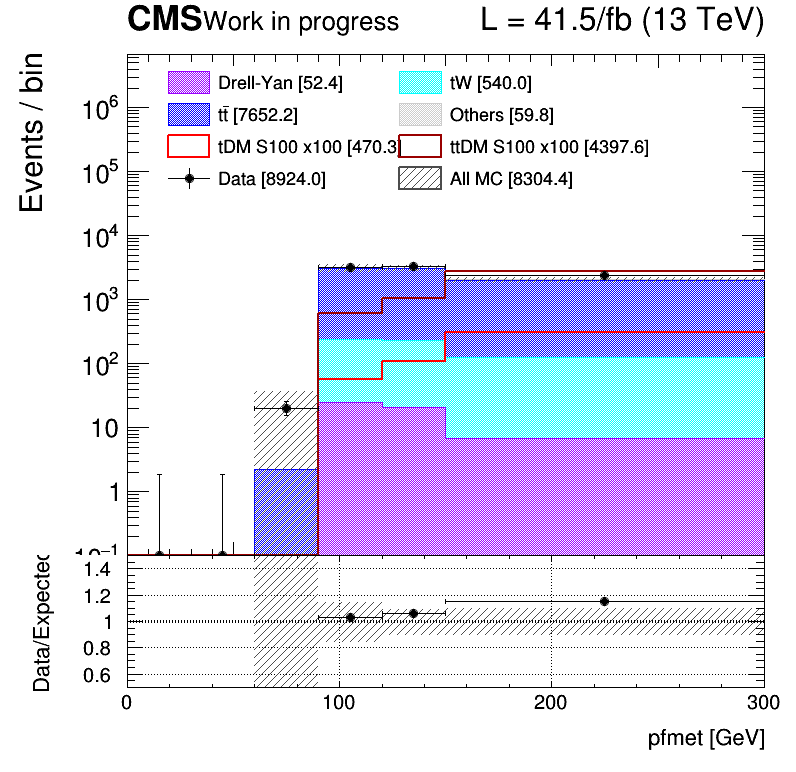 CMS Work in progress L = 41.5/fb (13 TeV)
Events / bin
Drell-Yan [52.4] tW [540.0]
tt̄ [7652.2] Others [59.8]
tDM S100 x100 [470.3] ttDM S100 x100 [4397.6]
Data [8924.0] All MC [8304.4]
10⁶
10⁵
10⁴
10³
10²
10
1
10⁻¹
Data/Expected
1.4
1.2
1
0.8
0.6
0 100 200 300
pfmet [GeV]